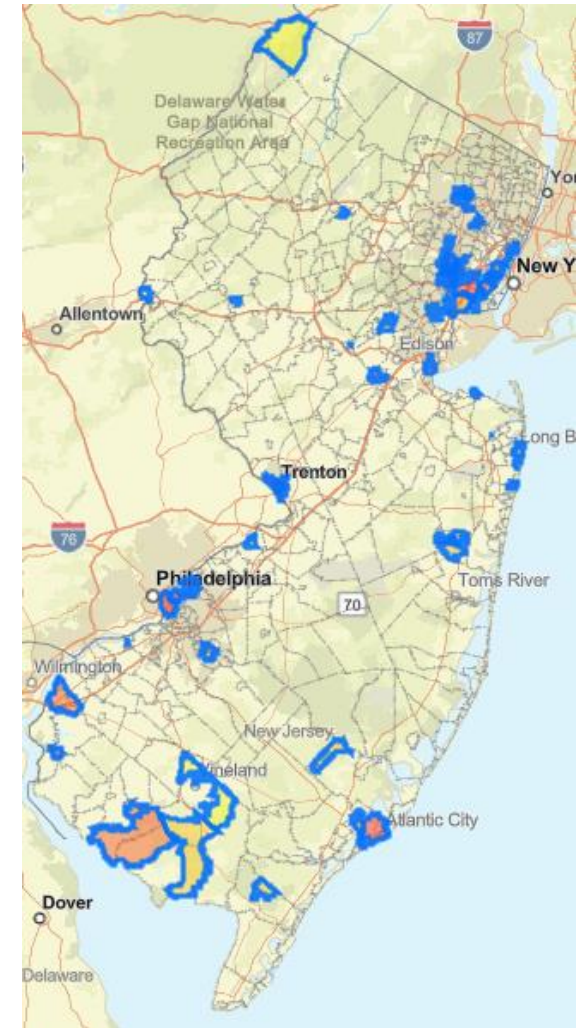 87
Delaware Water
Gap National
Recreation Area
Yor
New Y
Allentown
Edison
Long B
Trenton
76
Philadelphia
Toms River
70
Wilmington
New Jersey
Vineland
Atlantic City
Dover
Delaware